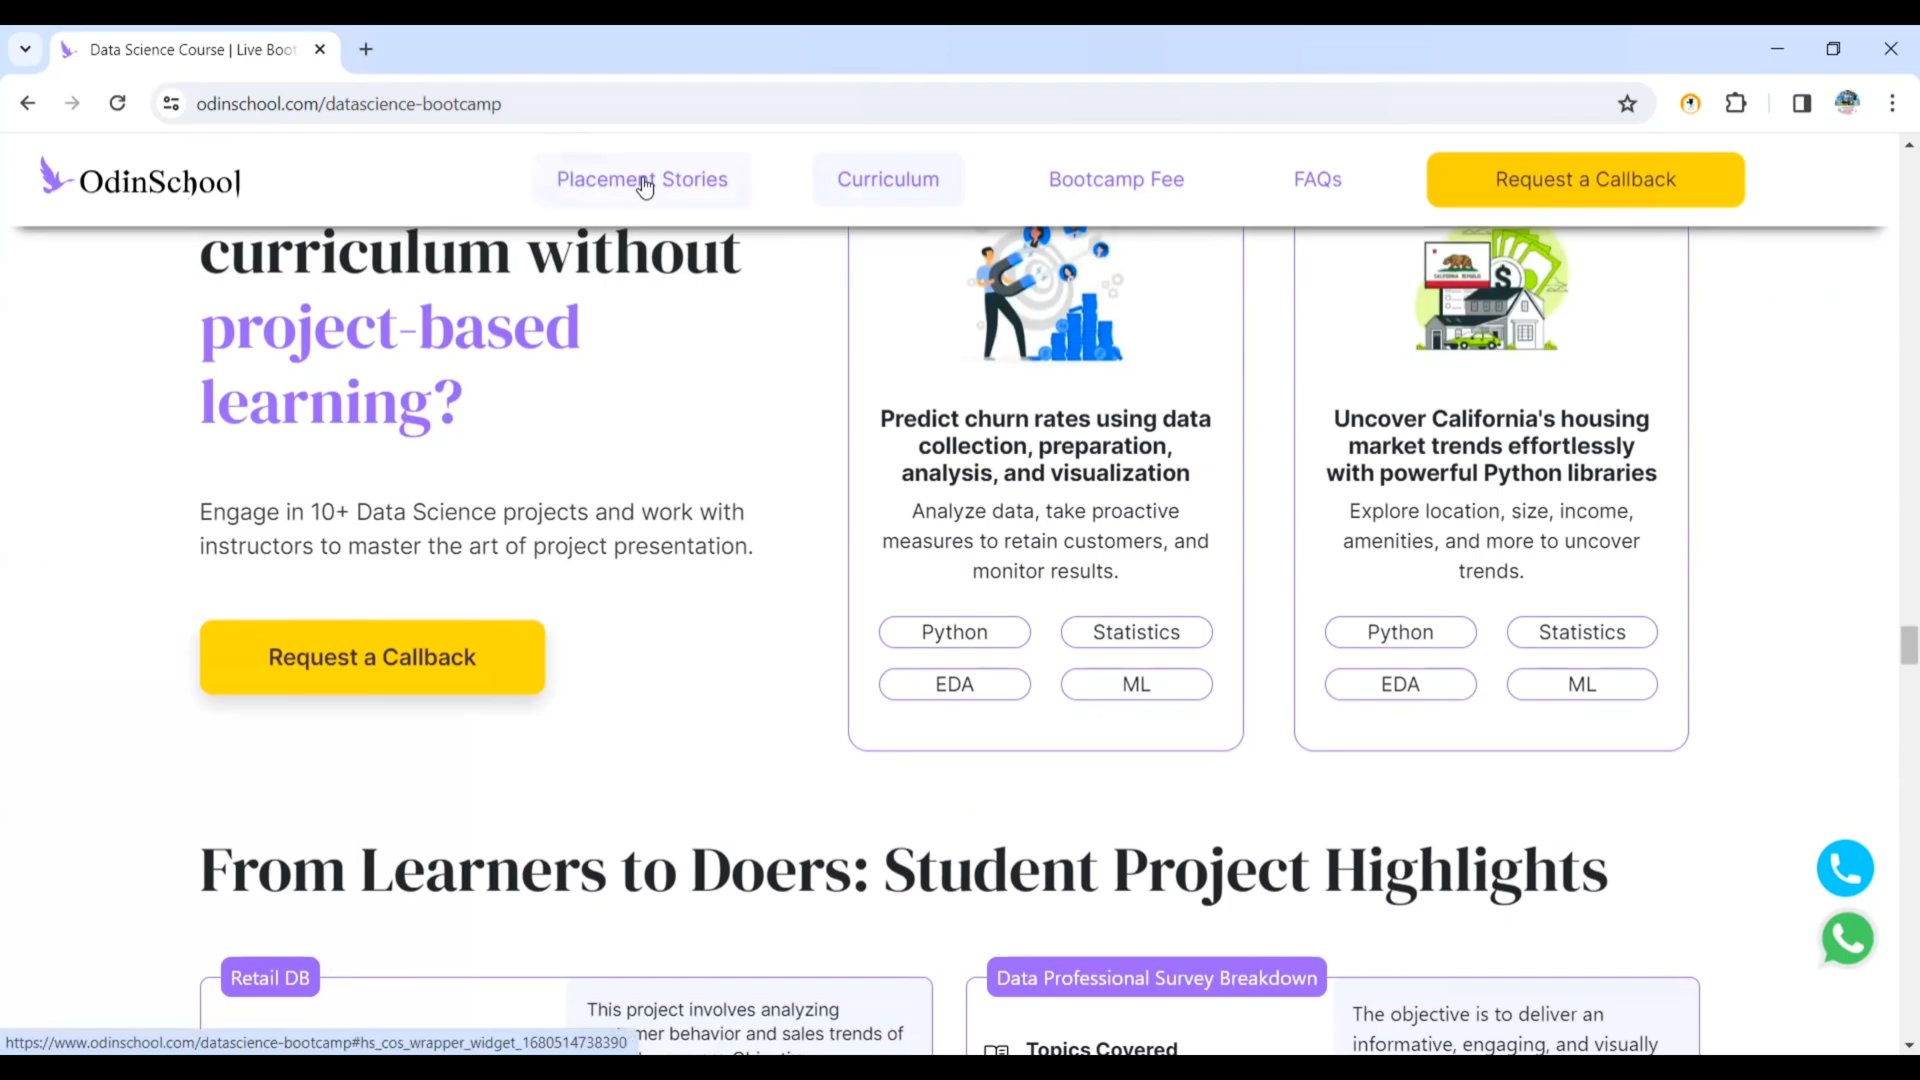 Data Science Course | Live Boot
odinschool.com/datascience-bootcamp
OdinSchool
Placement Stories
Curriculum
Bootcamp Fee
FAQs
Request a Callback
curriculum without
project-based
learning?
Engage in 10+ Data Science projects and work with
instructors to master the art of project presentation.
Request a Callback
Predict churn rates using data
collection, preparation,
analysis, and visualization
Analyze data, take proactive
measures to retain customers, and
monitor results.
Python
Statistics
EDA
ML
CALIFORNIA REPUBLIC
Uncover California's housing
market trends effortlessly
with powerful Python libraries
Explore location, size, income,
amenities, and more to uncover
trends.
Python
Statistics
EDA
ML
From Learners to Doers: Student Project Highlights
Retail DB
This project involves analyzing
mer behavior and sales trends of
Data Professional Survey Breakdown
Topics Covered
The objective is to deliver an
informative, engaging, and visually
https://www.odinschool.com/datascience-bootcamp#hs_cos_wrapper_widget_1680514738390